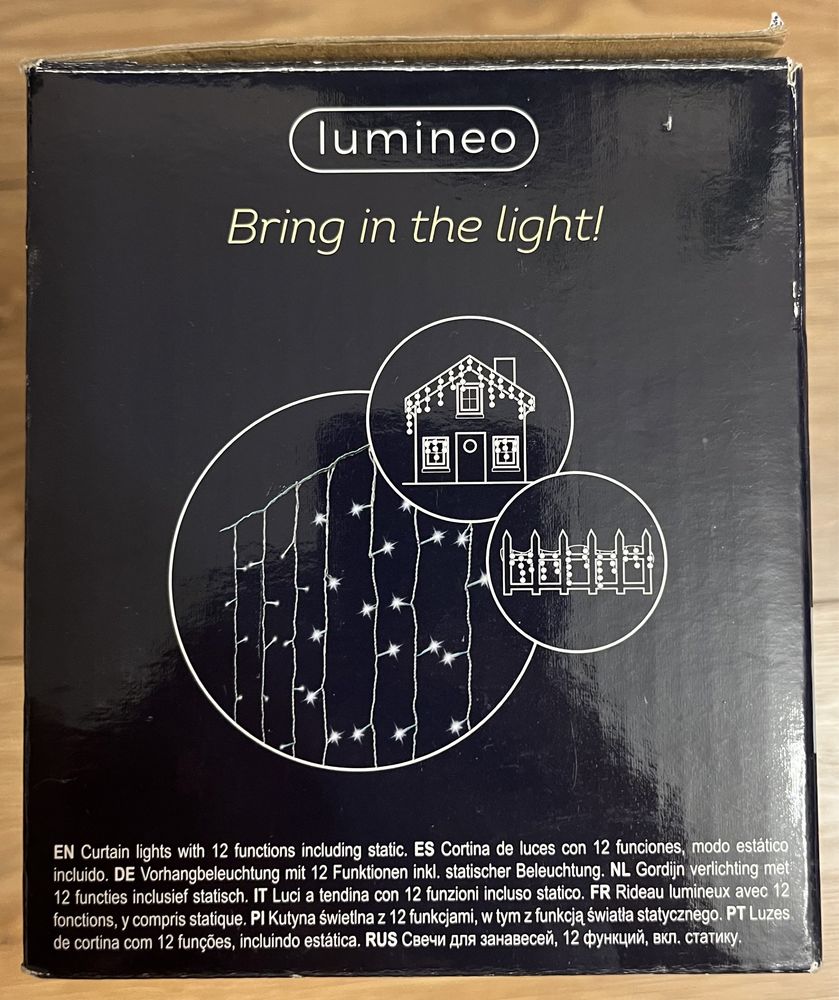 lumineo
Bring in the light!
EN Curtain lights with 12 functions including static. ES Cortina de luces con 12 funciones, modo estático
incluido. DE Vorhangbeleuchtung mit 12 Funktionen inkl. statischer Beleuchtung. NL Gordijn verlichting met
12 functies inclusief statisch. IT Luci a tendina con 12 funzioni incluso statico. FR Rideau lumineux avec 12
fonctions, y compris statique. Pl Kutyna świetlna z 12 funkcjami, w tym z funkcją światła statycznego. PT Luzes
de cortina com 12 funções, incluindo estática. RUS Свечи для занавесей, 12 функций, вкл. статику.